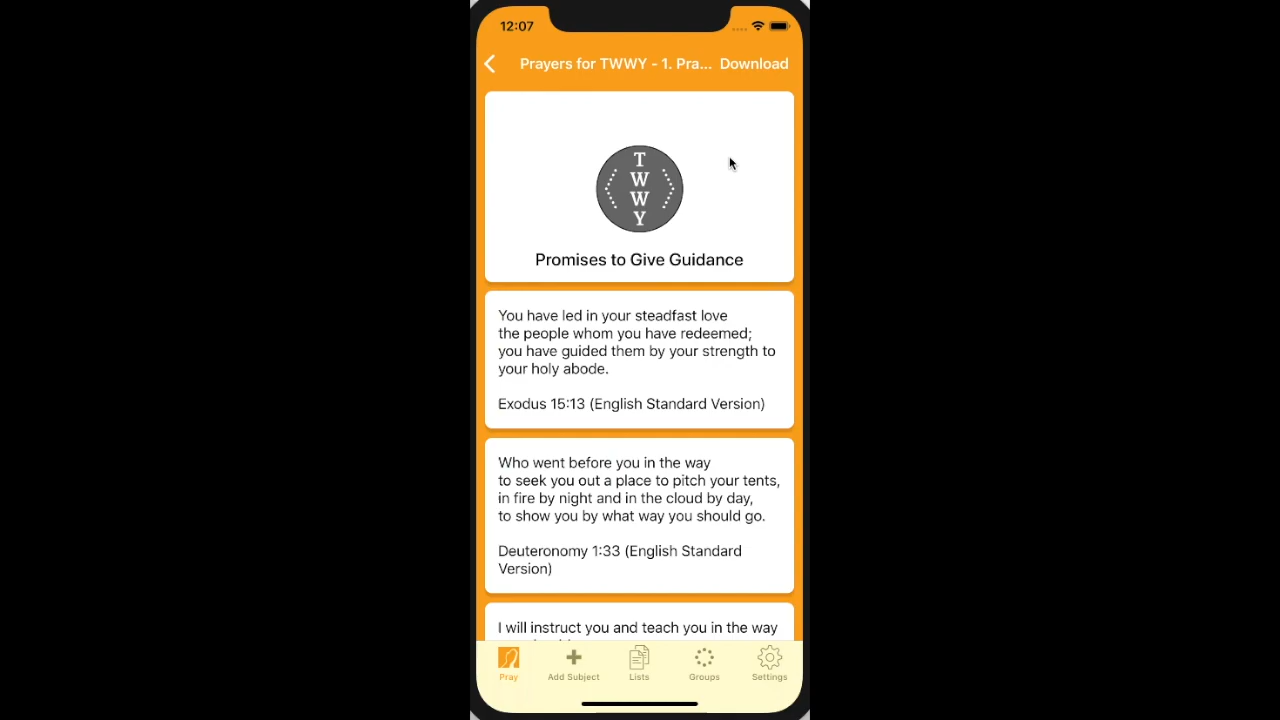 12:07
Prayers for TWWY - 1. Pra... Download
T
W
W
Y
Promises to Give Guidance
You have led in your steadfast love
the people whom you have redeemed;
you have guided them by your strength to
your holy abode.
Exodus 15:13 (English Standard Version)
Who went before you in the way
to seek you out a place to pitch your tents,
in fire by night and in the cloud by day,
to show you by what way you should go.
Deuteronomy 1:33 (English Standard
Version)
I will instruct you and teach you in the way
Pray Add Subject Lists Groups Settings